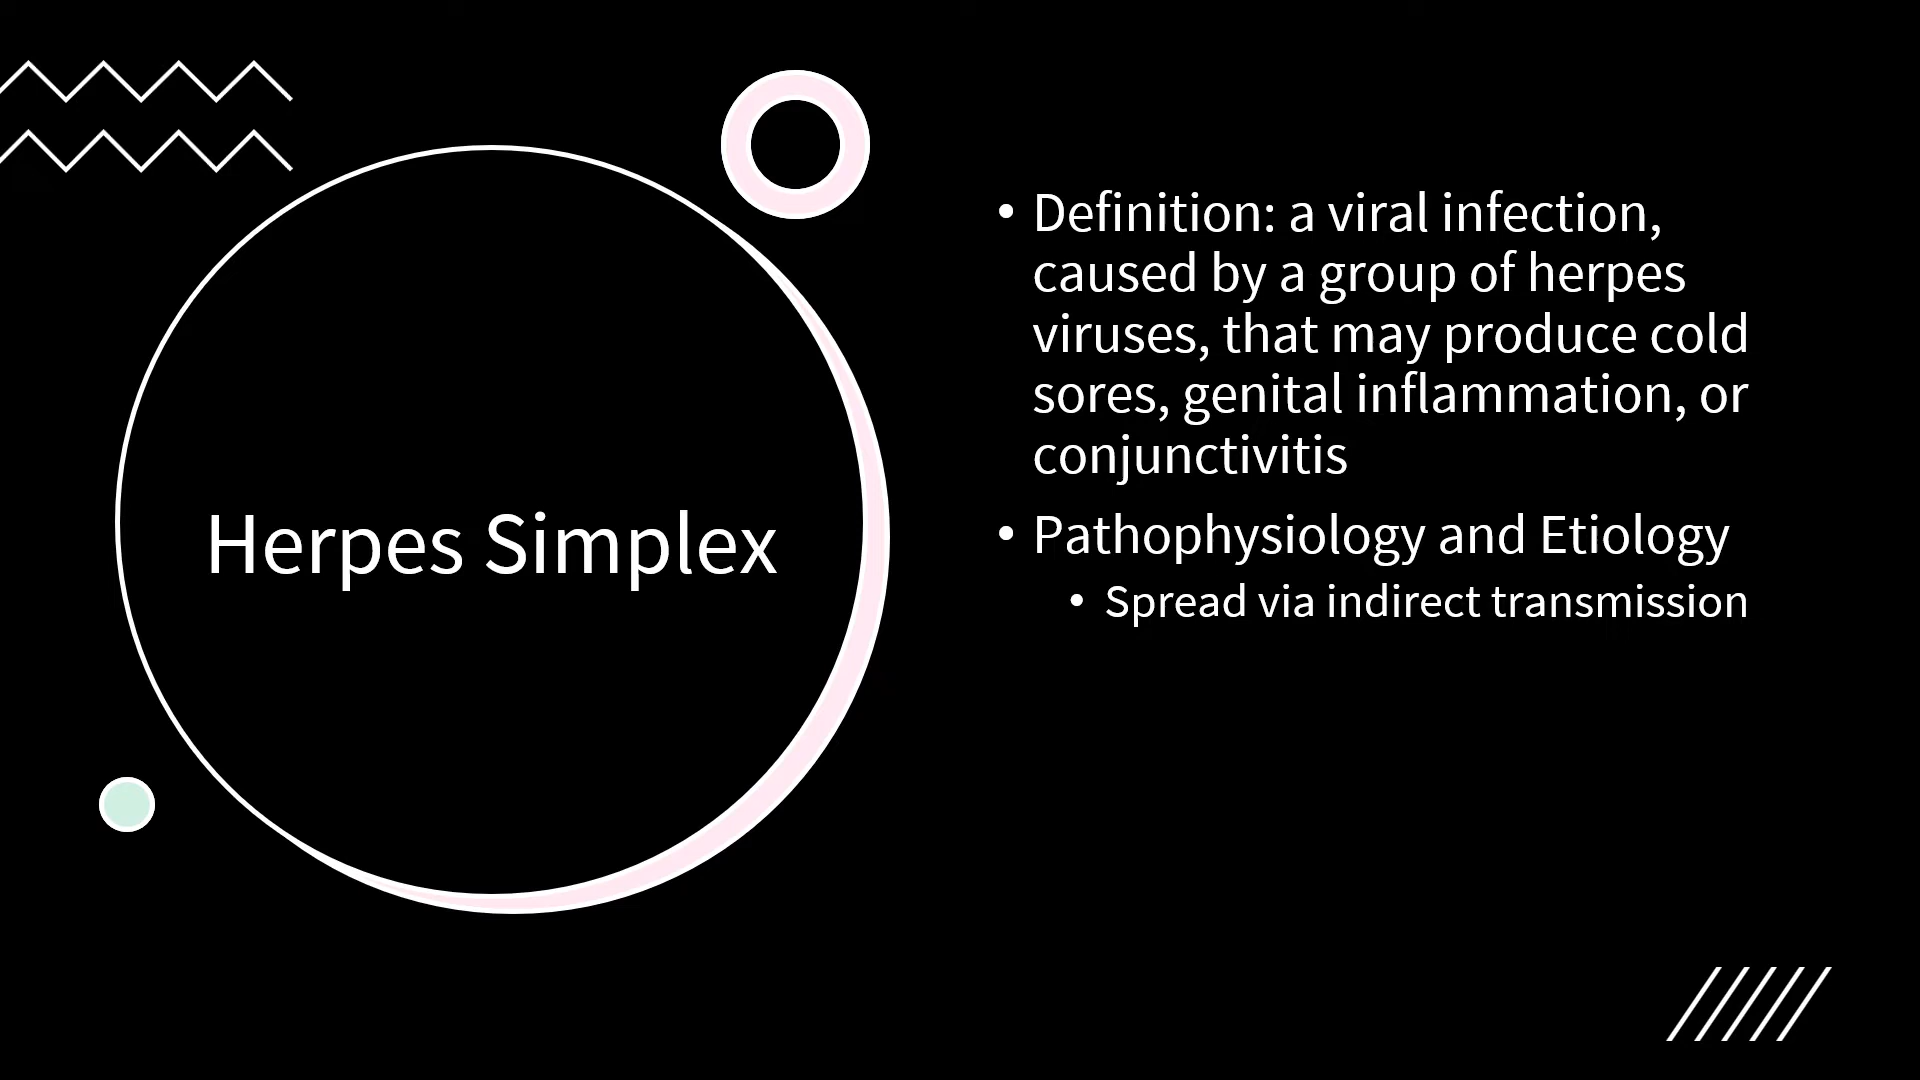 Herpes Simplex
• Definition: a viral infection,
caused by a group of herpes
viruses, that may produce cold
sores, genital inflammation, or
conjunctivitis
• Pathophysiology and Etiology
• Spread via indirect transmission